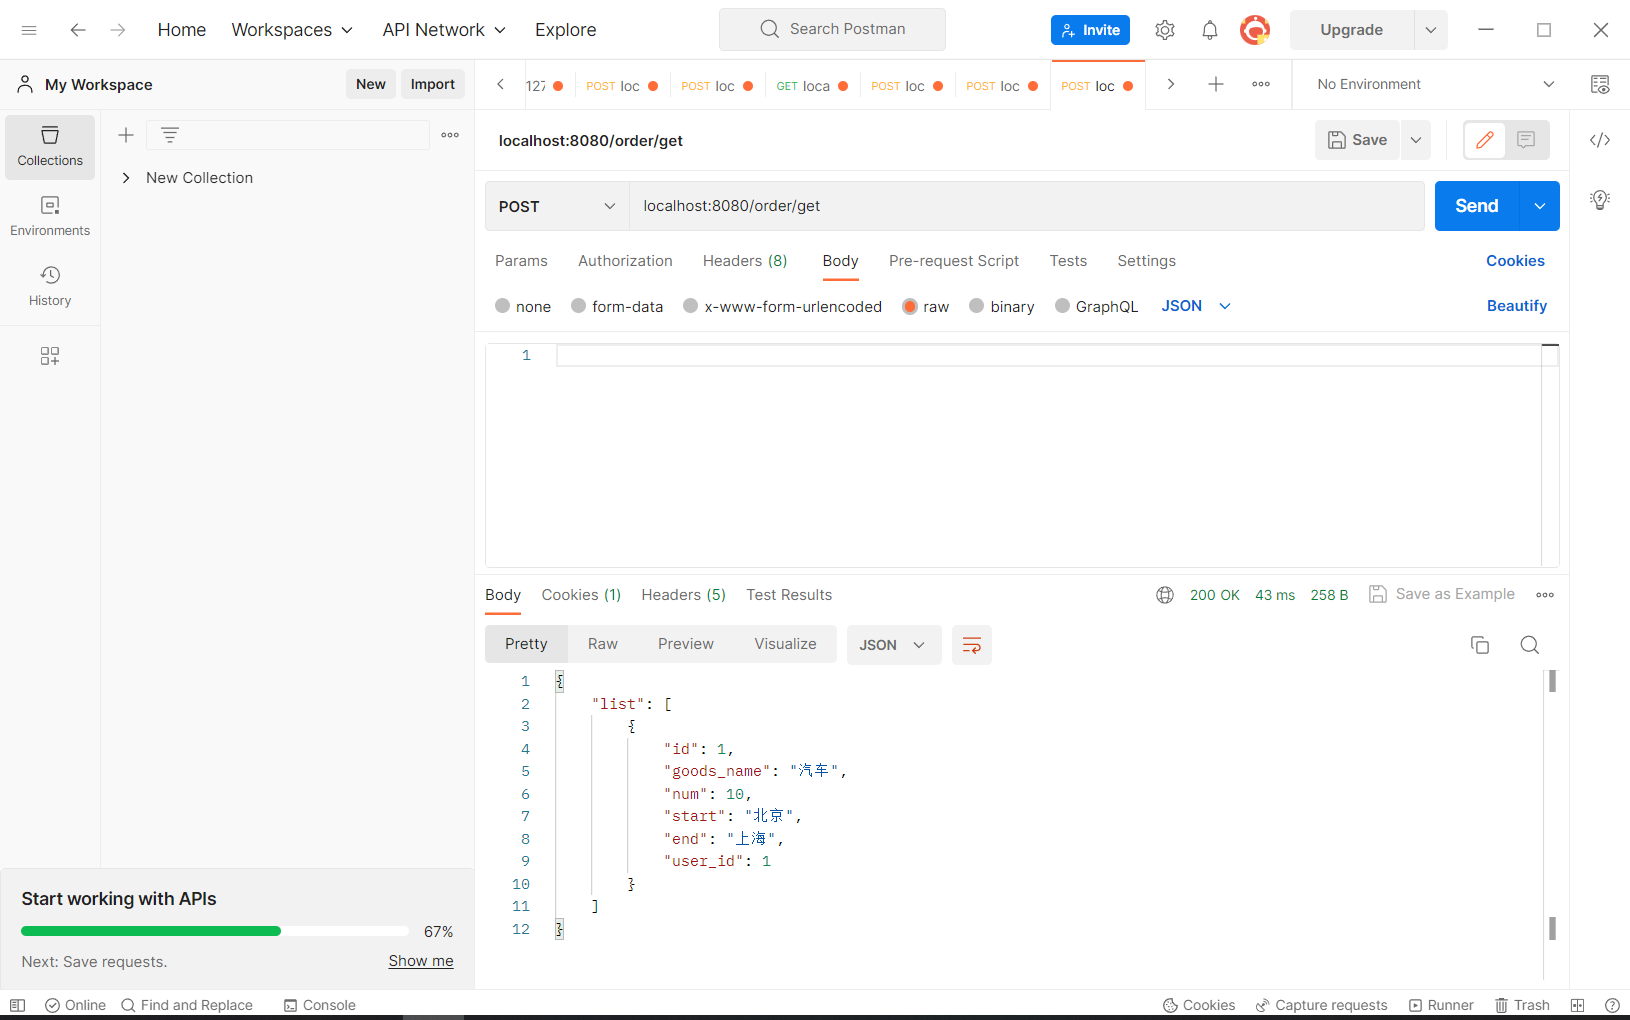 Home Workspaces API Network Explore Search Postman Invite Upgrade
My Workspace New Import 127 POST loc POST loc GET loca POST loc POST loc POST loc No Environment
Collections
Environments
History
New Collection
localhost:8080/order/get Save
POST localhost:8080/order/get Send
Params Authorization Headers (8) Body Pre-request Script Tests Settings Cookies
none form-data x-www-form-urlencoded raw binary GraphQL JSON Beautify
1
Body Cookies (1) Headers (5) Test Results 200 OK 43 ms 258 B Save as Example
Pretty Raw Preview Visualize JSON
1 {
2 "list": [
3 {
4 "id": 1,
5 "goods_name": "汽车",
6 "num": 10,
7 "start": "北京",
8 "end": "上海",
9 "user_id": 1
10 }
11 ]
12 }
Start working with APIs
67%
Next: Save requests. Show me
Online Find and Replace Console Cookies Capture requests Runner Trash